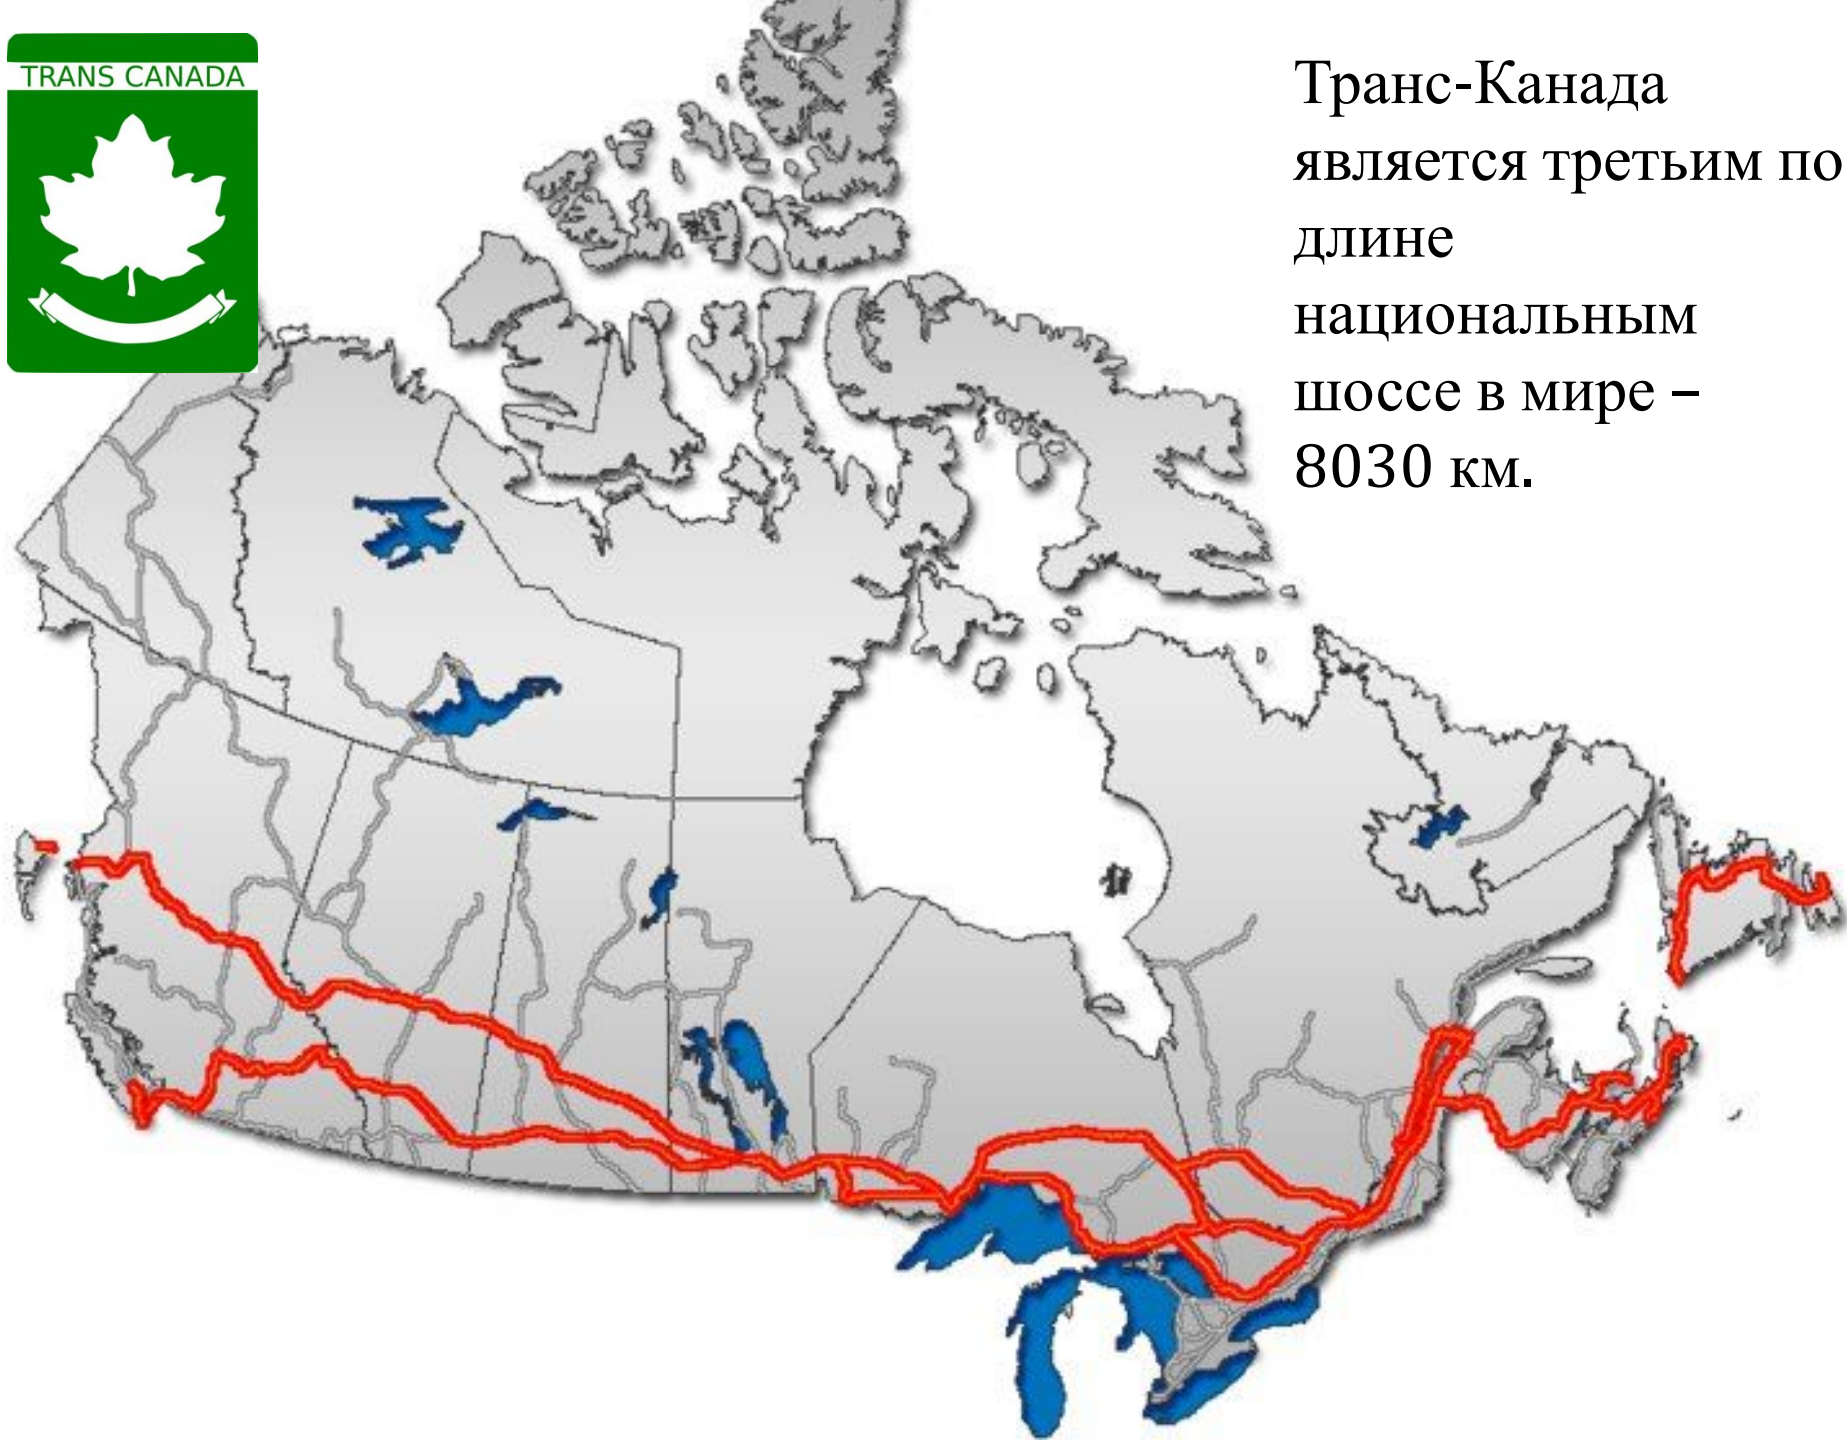 TRANS CANADA
Транс-Канада
является третьим по
длине
национальным
шоссе в мире –
8030 км.